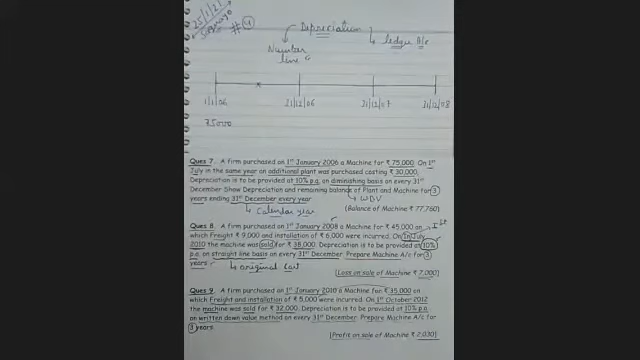 25/1/21
#4
Depreciation
Ledger A/c
Number
line
1/1/06 31/12/06 31/12/07 31/12/08
75000
Ques 7. A firm purchased on 1st January 2006 a Machine for ₹ 75,000. On 1st
July in the same year an additional plant was purchased costing ₹ 30,000.
Depreciation is to be provided at 10% p.a. on diminishing basis on every 31st
December Show Depreciation and remaining balance of Plant and Machine for 3
years ending 31st December every year
WDV
Calendar year
(Balance of Machine ₹ 77,760)
Ques 8. A firm purchased on 1st January 2008 a Machine for ₹ 45,000 on
which Freight ₹ 9,000 and installation of ₹ 6,000 were incurred. On 1st July
2010 the machine was sold for ₹ 38,000. Depreciation is to be provided at 10%
p.a. on straight line basis on every 31st December. Prepare Machine A/c for 3
years.
original cost
(Loss on sale of Machine ₹ 7,000)
Ques 9. A firm purchased on 1st January 2010 a Machine for ₹ 35,000 on
which Freight and installation of ₹ 5,000 were incurred. On 1st October 2012
the machine was sold for ₹ 32,000. Depreciation is to be provided at 10% p.a.
on written down value method on every 31st December. Prepare Machine A/c for
3 years.
(Profit on sale of Machine ₹ 2,030)